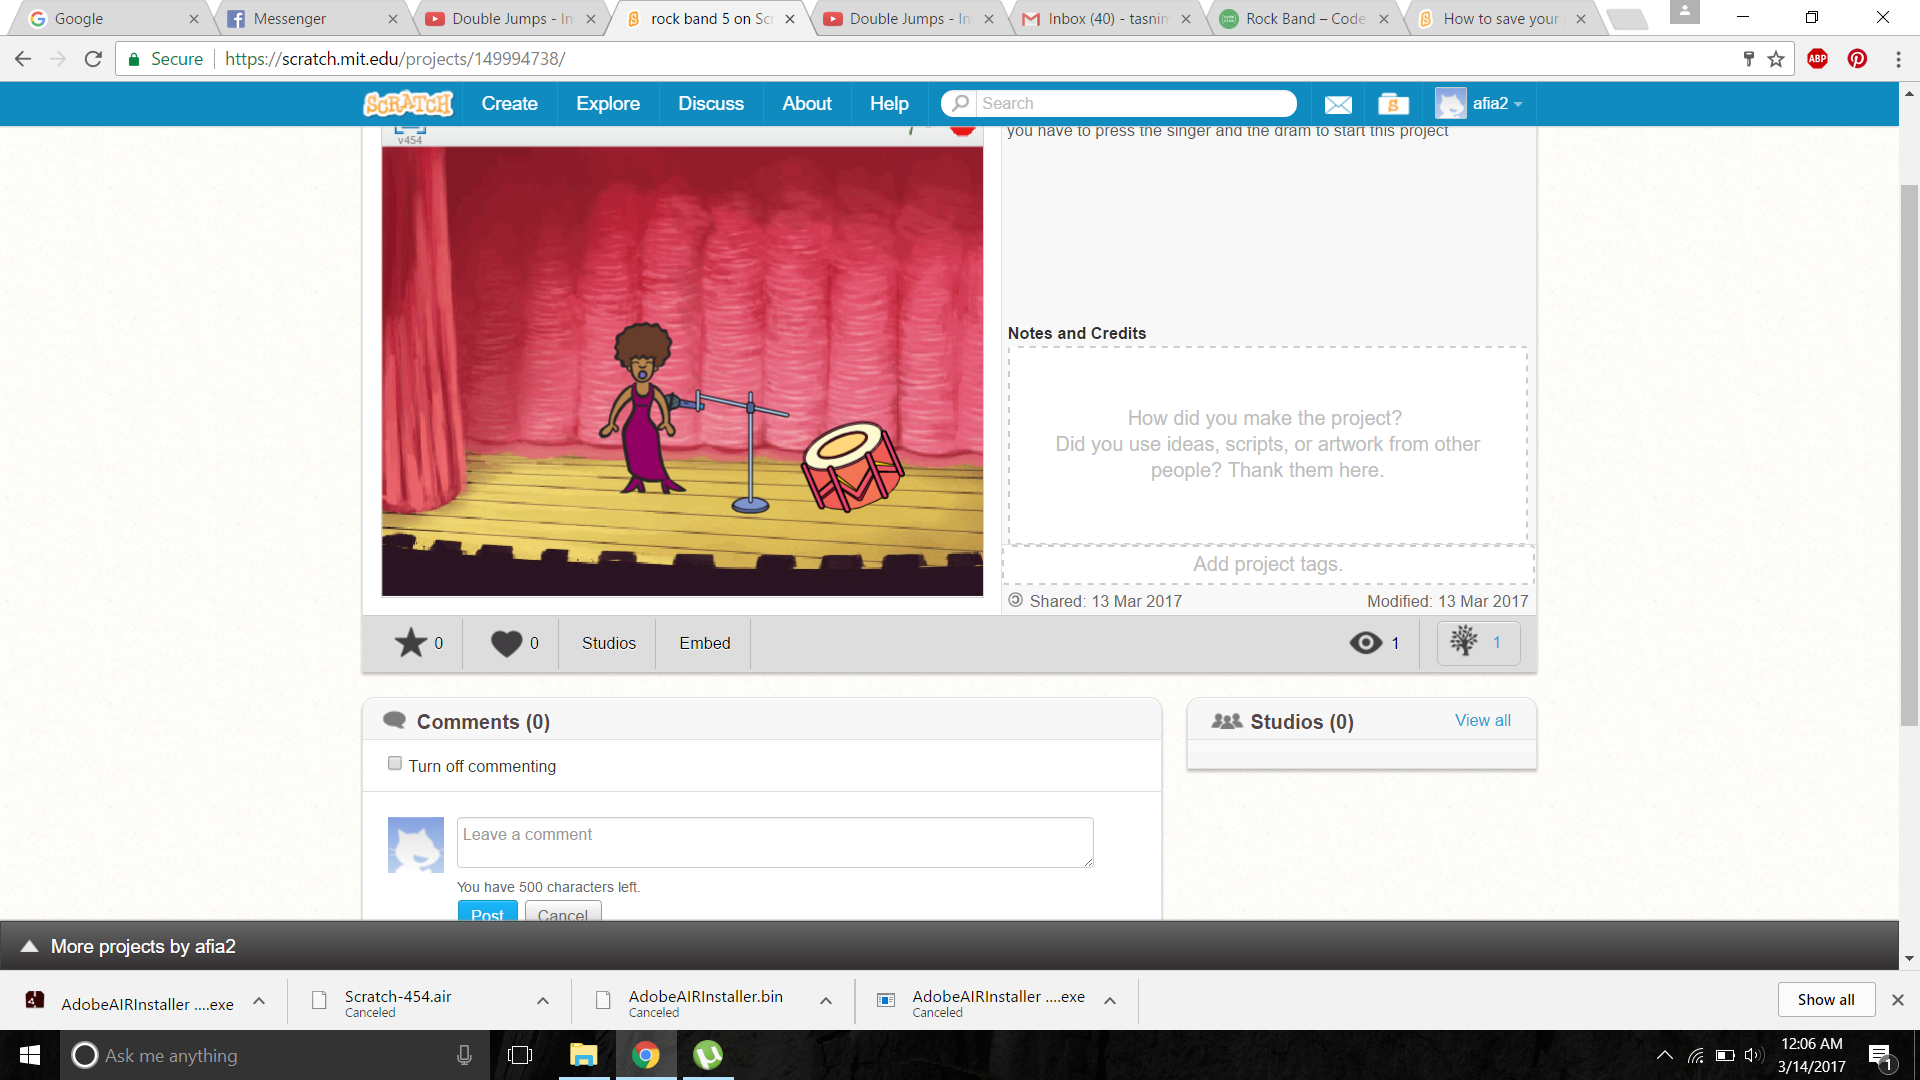 Google
Messenger
Double Jumps - In
rock band 5 on Sc
Double Jumps - In
Inbox (40) - tasnim
Rock Band – Code
How to save your
Secure
https://scratch.mit.edu/projects/149994738/
ABP
SCRATCH
Create
Explore
Discuss
About
Help
Search
afia2
v454
you have to press the singer and the dram to start this project
Notes and Credits
How did you make the project?
Did you use ideas, scripts, or artwork from other
people? Thank them here.
Add project tags.
Shared: 13 Mar 2017
Modified: 13 Mar 2017
0
0
Studios
Embed
1
1
Comments (0)
Studios (0)
View all
Turn off commenting
Leave a comment
You have 500 characters left.
Post
Cancel
More projects by afia2
AdobeAIRInstaller ....exe
Scratch-454.air
Canceled
AdobeAIRInstaller.bin
Canceled
AdobeAIRInstaller ....exe
Canceled
Show all
Ask me anything
12:06 AM
3/14/2017
1